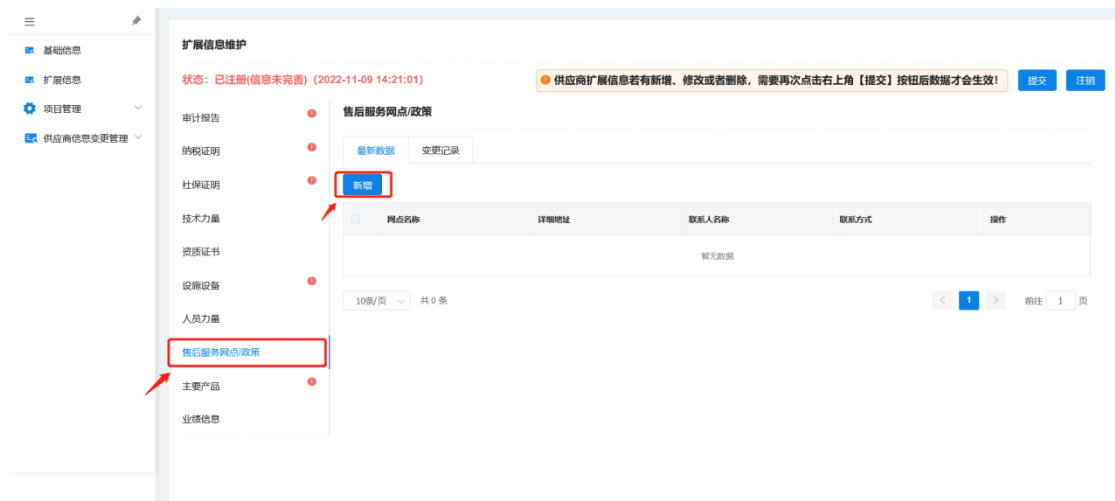 基础信息
扩展信息
项目管理
供应商信息变更管理
扩展信息维护
状态：已注册(信息未完善)（2022-11-09 14:21:01）
供应商扩展信息若有新增、修改或者删除，需要再次点击右上角【提交】按钮后数据才会生效！
提交 注销
审计报告
纳税证明
社保证明
技术力量
资质证书
设施设备
人员力量
售后服务网点/政策
主要产品
业绩信息
售后服务网点/政策
最新数据 变更记录
新增
网点名称 详细地址 联系人名称 联系方式 操作
暂无数据
10条/页 共 0 条 1 前往 1 页